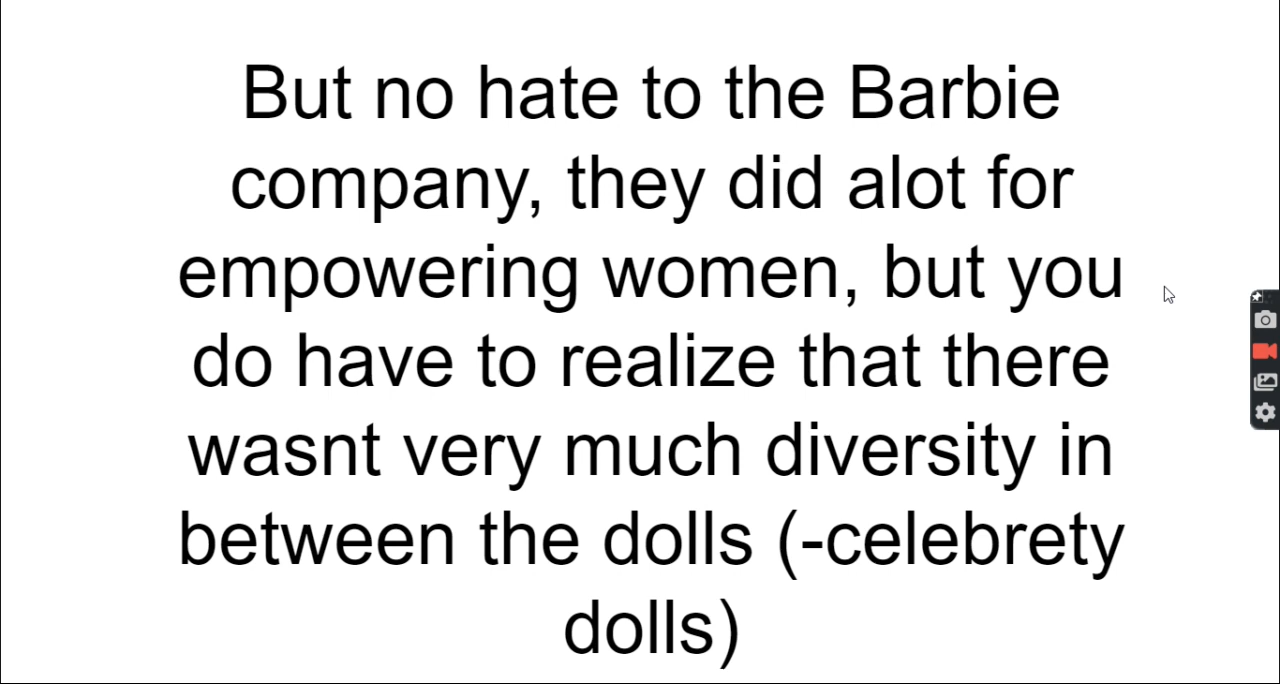 But no hate to the Barbie
company, they did alot for
empowering women, but you
do have to realize that there
wasnt very much diversity in
between the dolls (-celebrety
dolls)